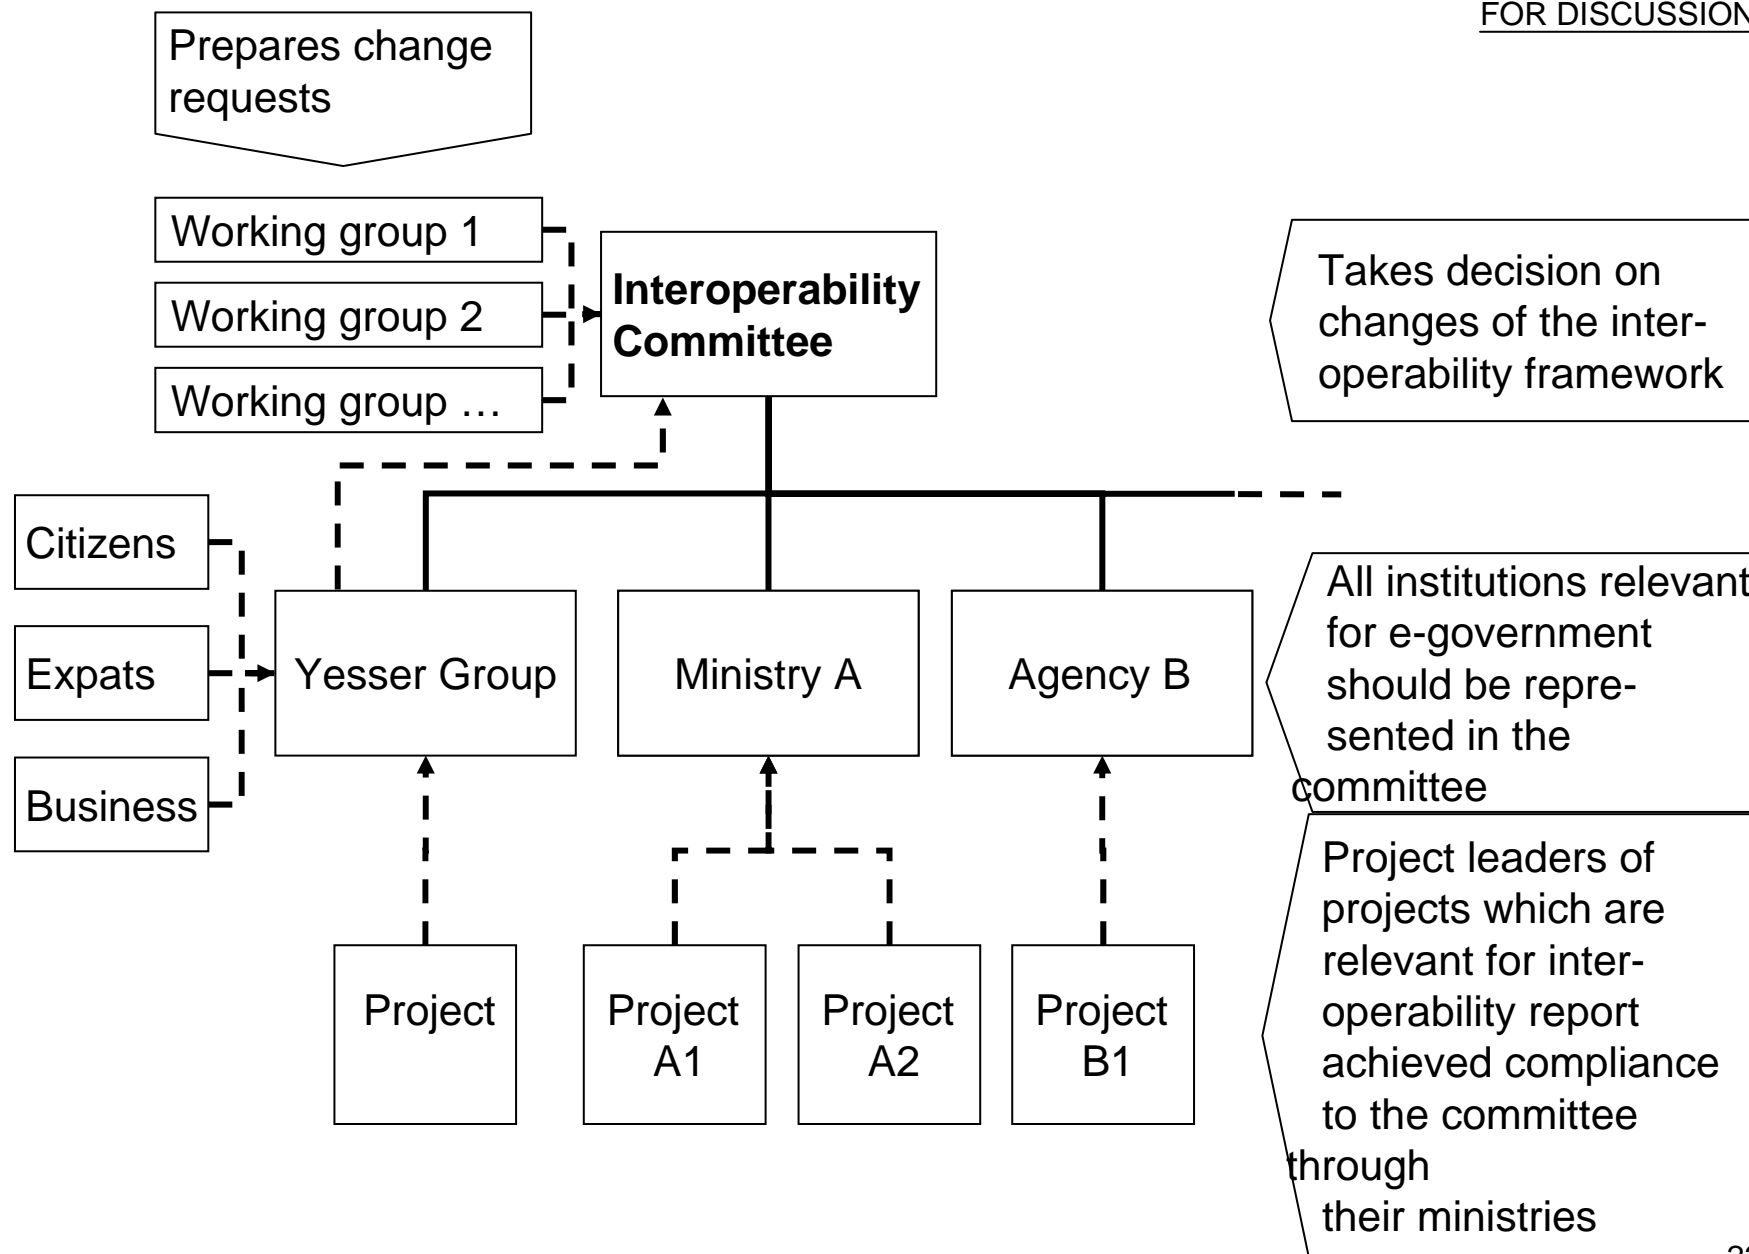 FOR DISCUSSION
Prepares change
requests
Working group 1
Working group 2
Working group …
Interoperability
Committee
Takes decision on
changes of the inter-
operability framework
Citizens
Expats
Business
Yesser Group
Ministry A
Agency B
All institutions relevant
for e-government
should be repre-
sented in the
committee
Project
Project
A1
Project
A2
Project
B1
Project leaders of
projects which are
relevant for inter-
operability report
achieved compliance
to the committee
through
their ministries